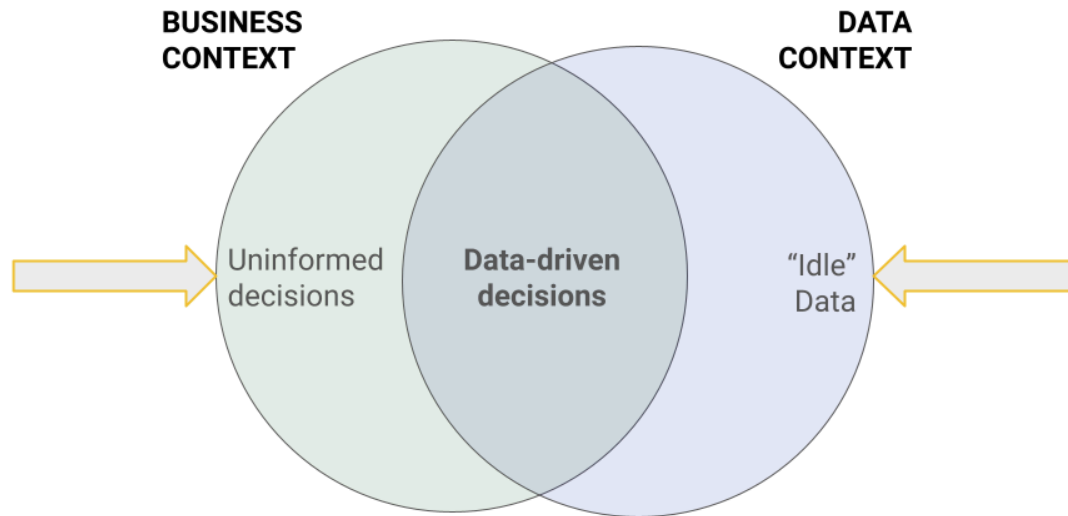 BUSINESS
CONTEXT
DATA
CONTEXT
Uninformed
decisions
Data-driven
decisions
“Idle”
Data